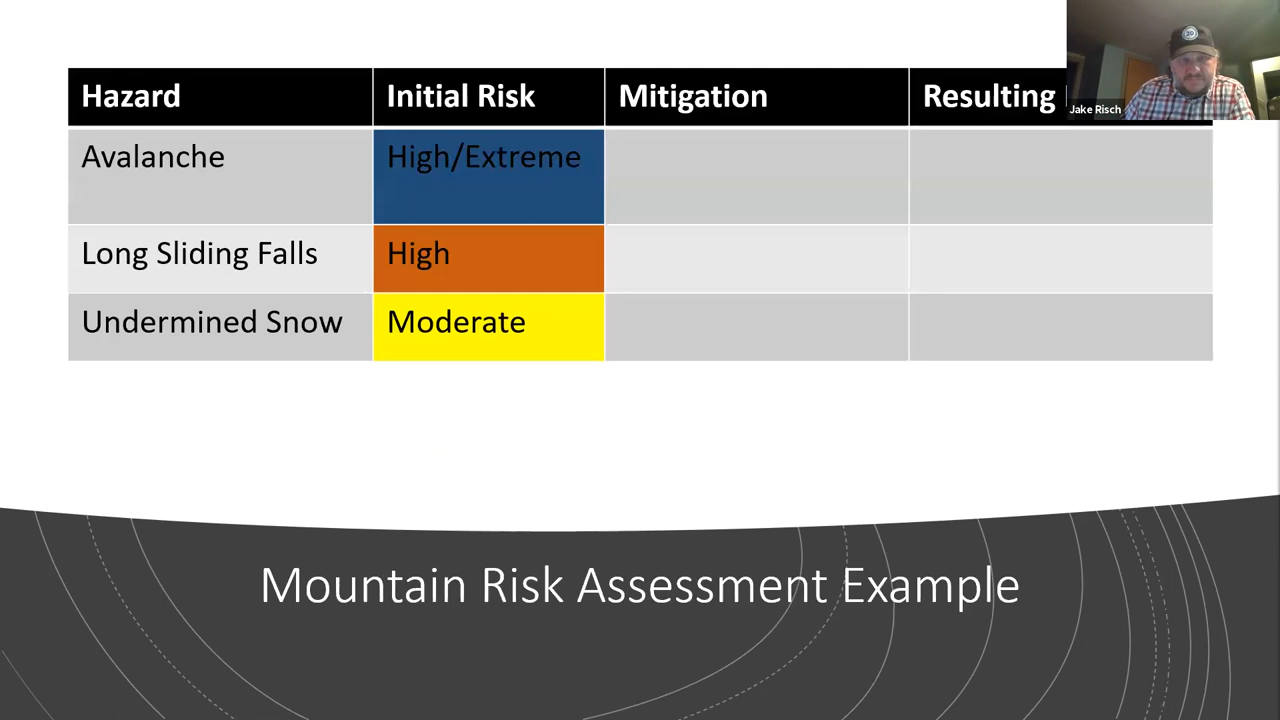 Hazard Initial Risk Mitigation Resulting
Jake Risch
Avalanche High/Extreme
Long Sliding Falls High
Undermined Snow Moderate
Mountain Risk Assessment Example